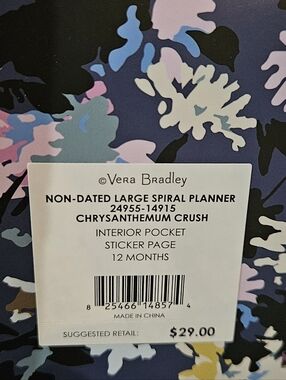 ©Vera Bradley
NON-DATED LARGE SPIRAL PLANNER
24955-14915
CHRYSANTHEMUM CRUSH
INTERIOR POCKET
STICKER PAGE
12 MONTHS
8 25466 14857 4
MADE IN CHINA
SUGGESTED RETAIL: $29.00